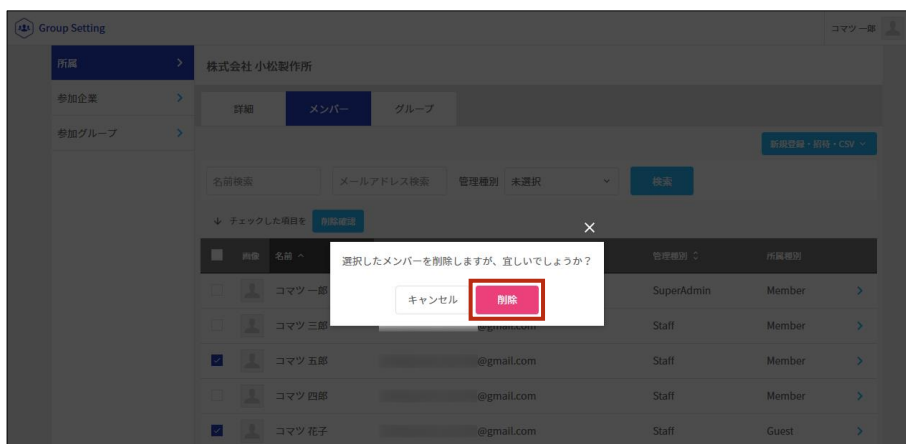 Group Setting
コマツ 一郎
所属
株式会社 小松製作所
参加企業
詳細 メンバー グループ
参加グループ
新規登録・招待・CSV
名前検索 メールアドレス検索 管理種別 未選択 検索
チェックした項目を 削除確認
画像 名前 管理種別 所属種別
選択したメンバーを削除しますが、宜しいでしょうか？
キャンセル 削除
コマツ 一郎 SuperAdmin Member
コマツ 三郎 @gmail.com Staff Member
コマツ 五郎 @gmail.com Staff Member
コマツ 四郎 @gmail.com Staff Member
コマツ 花子 @gmail.com Staff Guest